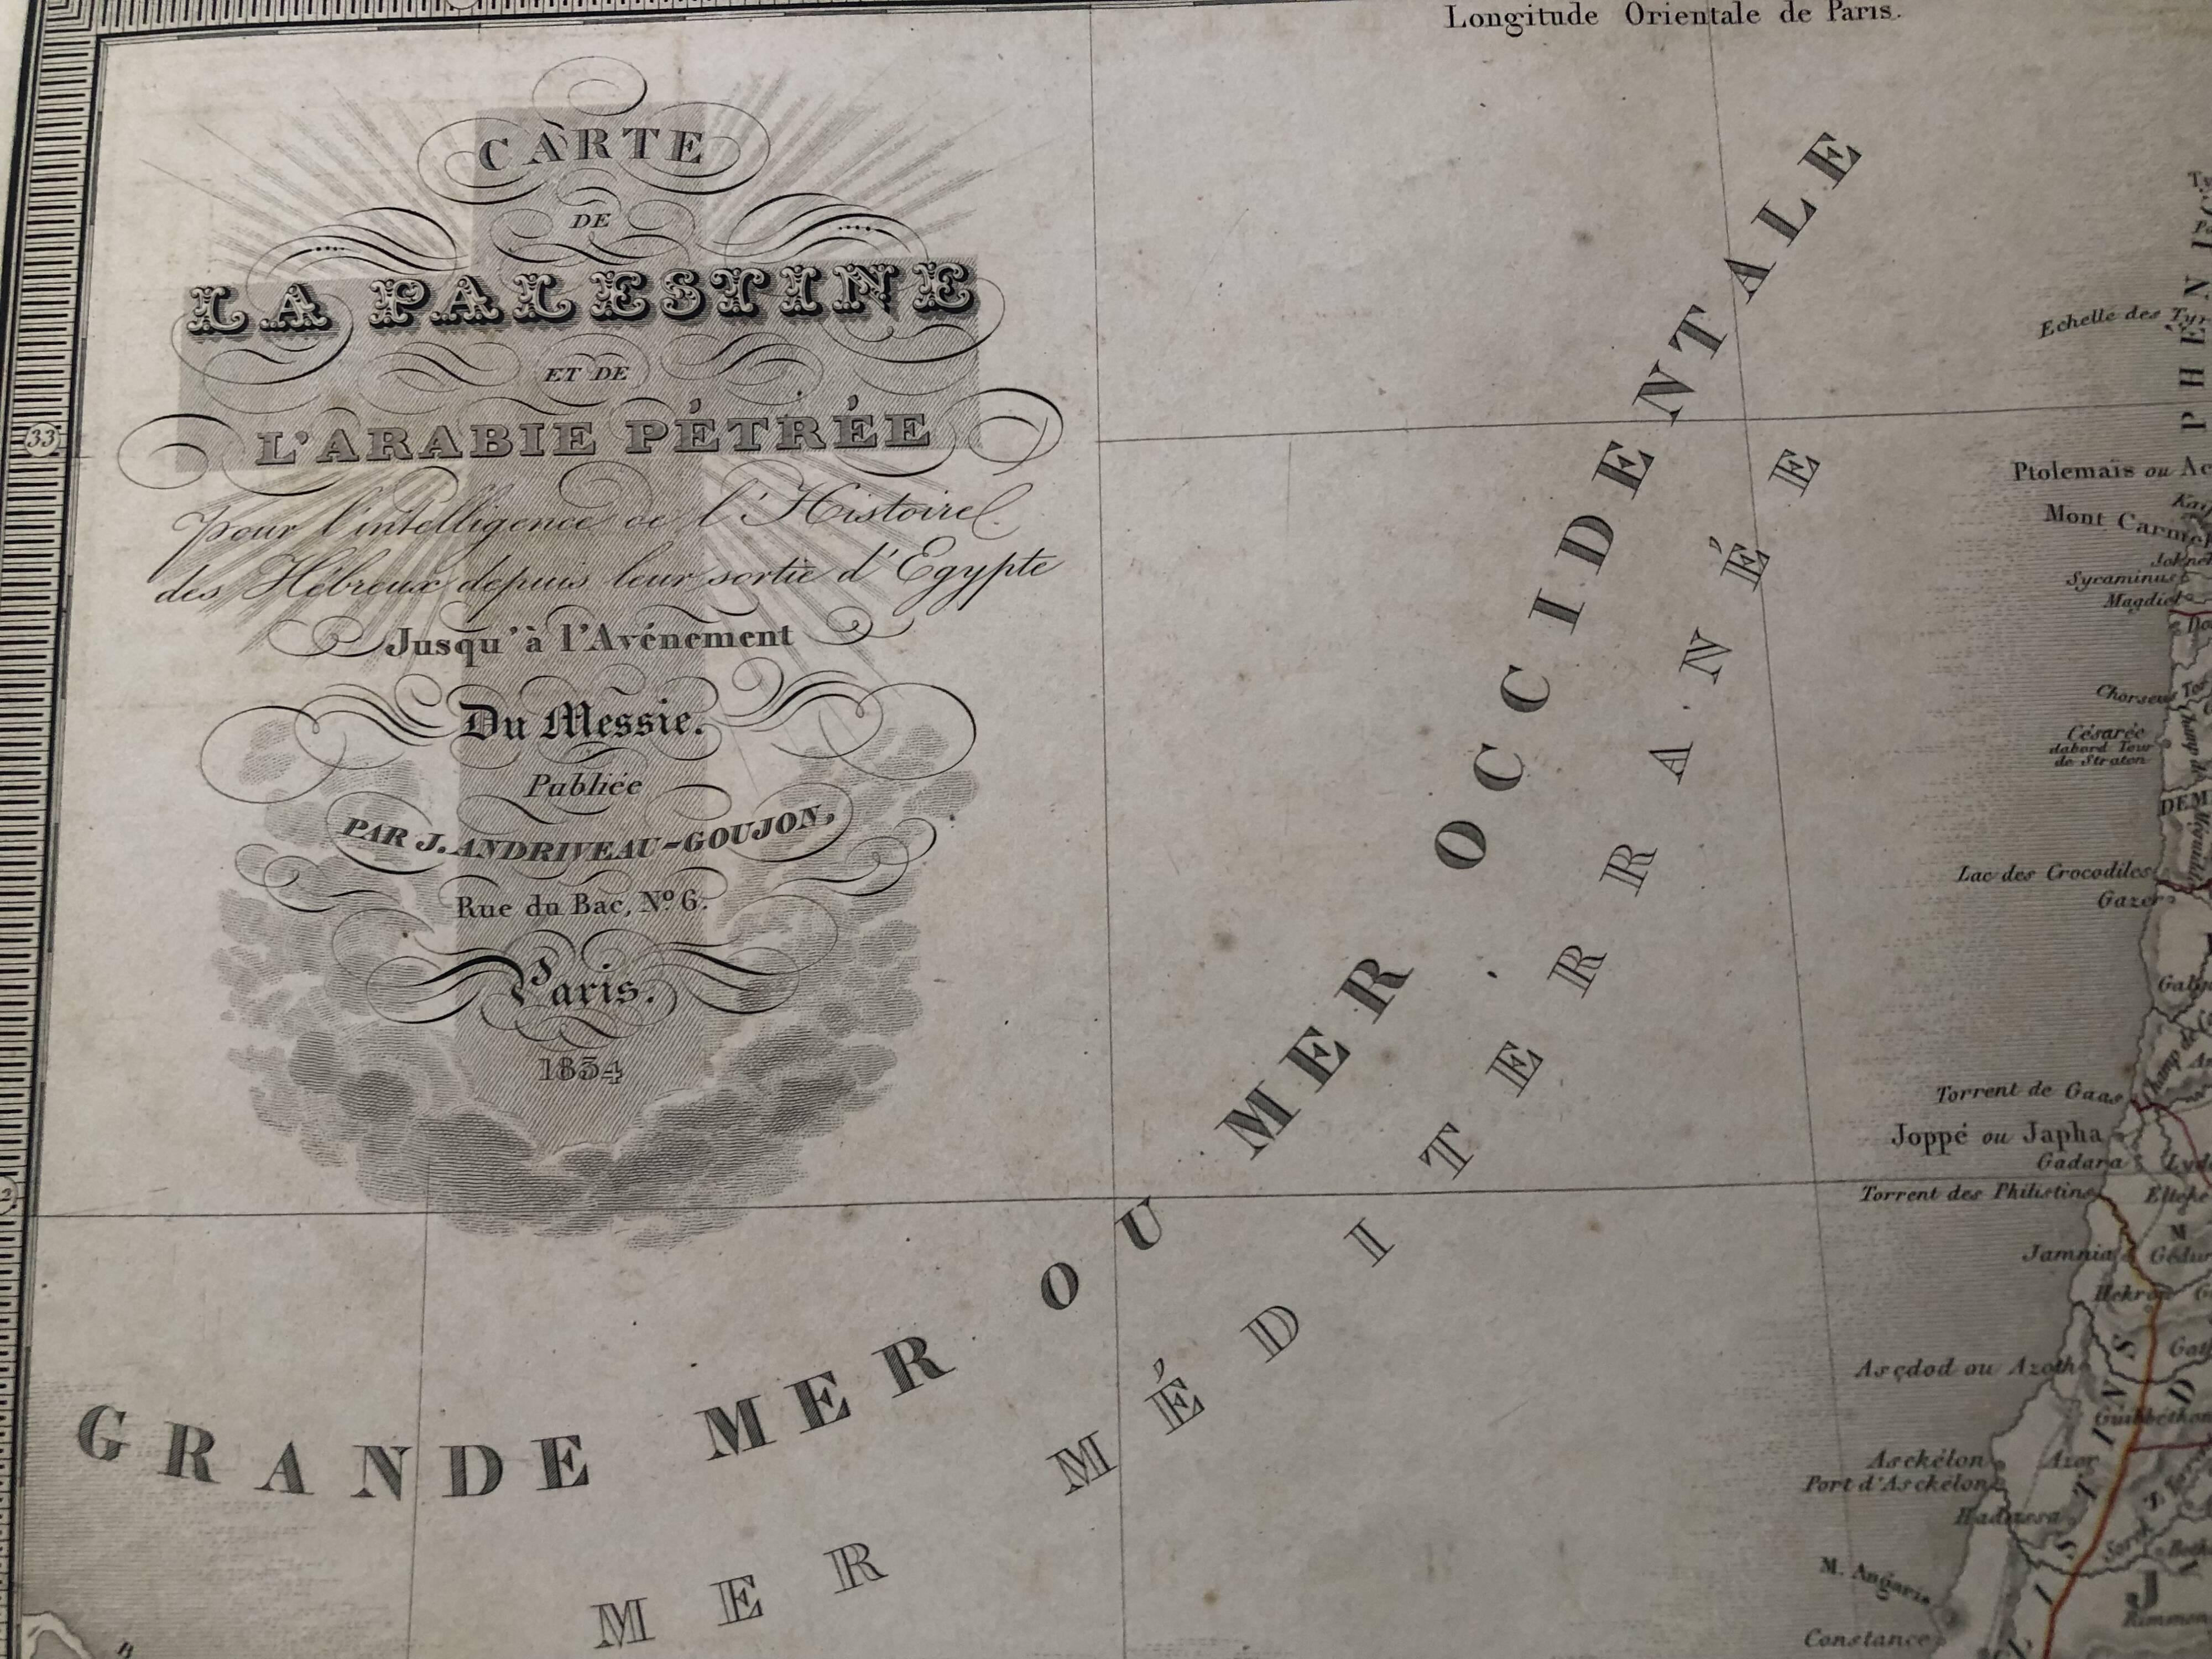 Longitude Orientale de Paris.
CARTE
DE
LA PALESTINE
ET DE
L'ARABIE PÉTRÉE
pour l'intelligence de l'Histoire
des Hébreux depuis leur sortie d'Egypte
Jusqu'à l'Avénement
Du Messie.
Publiée
PAR J. ANDRIVEAU-GOUJON,
Rue du Bac, Nº 6.
Paris.
1834
33
GRANDE MER OU MER OCCIDENTALE
MER MÉDITERRANÉE
Echelle des Tyr
Ptolemaïs ou Ac
Mont Carmel
Sycaminus
Magdiel
Chorseus
Césarée
dabord Tour
de Straton
Lac des Crocodiles
Gazer
Torrent de Gaas
Joppé ou Japha
Gadara
Torrent des Philistins
Jamnia
Hekron
Asçdod ou Azoth
Guibbéthon
Asckélon
Azor
Port d'Asckélon
M. Angaris
Constance